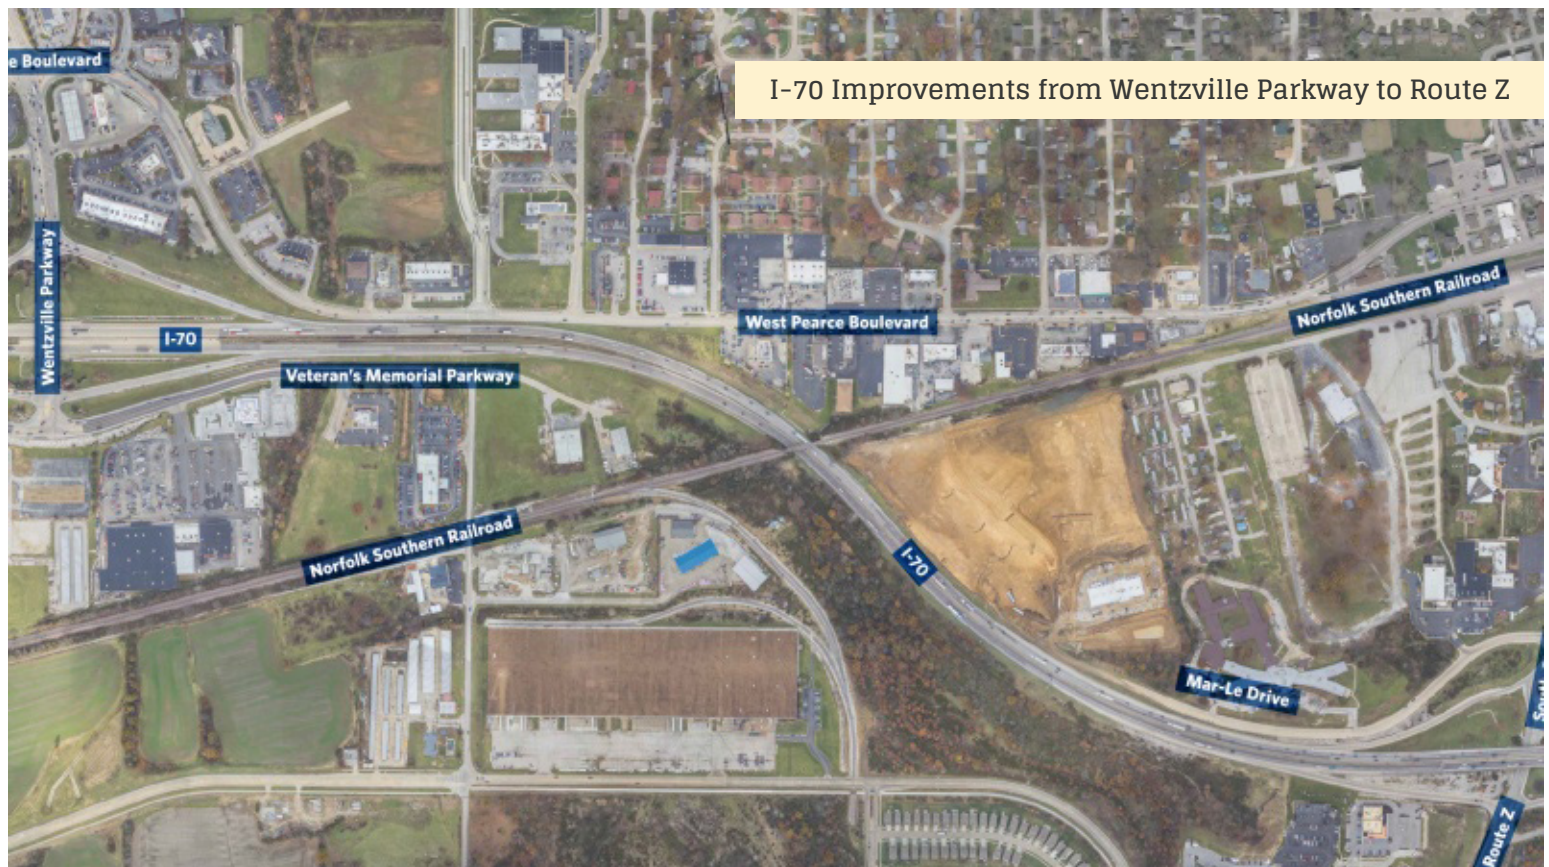 e Boulevard
I-70 Improvements from Wentzville Parkway to Route Z
Wentzville Parkway
I-70
West Pearce Boulevard
Norfolk Southern Railroad
Veteran's Memorial Parkway
Norfolk Southern Railroad
I-70
Mar-Le Drive
Route Z